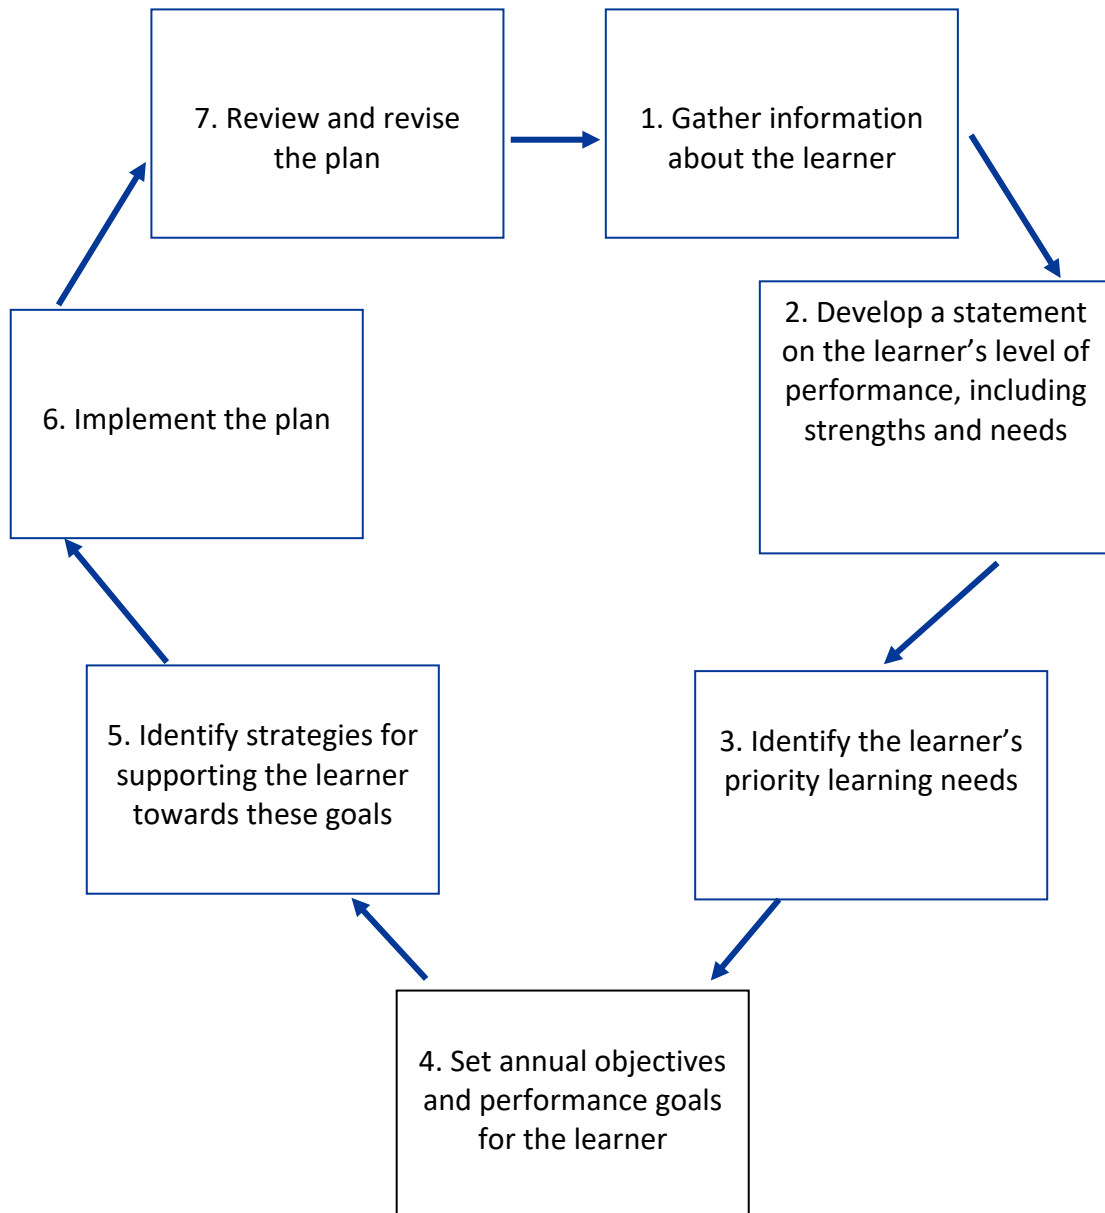 7. Review and revise
the plan
1. Gather information
about the learner
2. Develop a statement
on the learner’s level of
performance, including
strengths and needs
3. Identify the learner’s
priority learning needs
4. Set annual objectives
and performance goals
for the learner
5. Identify strategies for
supporting the learner
towards these goals
6. Implement the plan